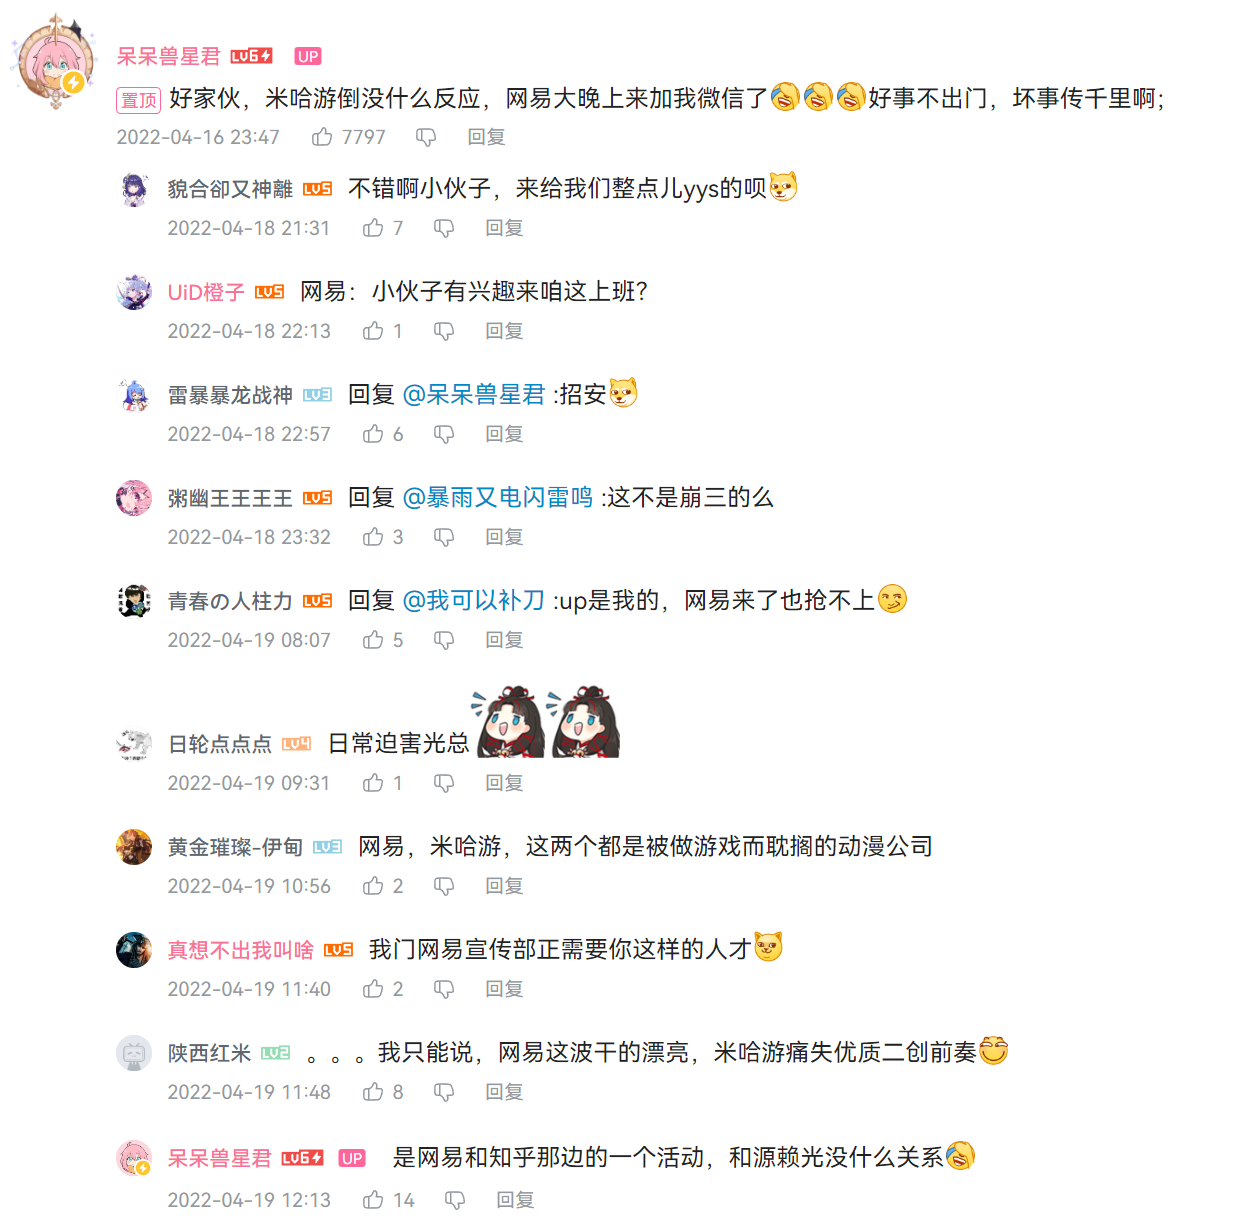 呆呆兽星君 LV6 UP
置顶 好家伙，米哈游倒没什么反应，网易大晚上来加我微信了好事不出门，坏事传千里啊；
2022-04-16 23:47 7797 回复
貌合卻又神離 LV5 不错啊小伙子，来给我们整点儿yys的呗
2022-04-18 21:31 7 回复
UiD橙子 LV5 网易：小伙子有兴趣来咱这上班？
2022-04-18 22:13 1 回复
雷暴暴龙战神 LV3 回复 @呆呆兽星君 :招安
2022-04-18 22:57 6 回复
粥幽王王王王 LV5 回复 @暴雨又电闪雷鸣 :这不是崩三的么
2022-04-18 23:32 3 回复
青春の人柱力 LV5 回复 @我可以补刀 :up是我的，网易来了也抢不上
2022-04-19 08:07 5 回复
日轮点点点 LV4 日常迫害光总
2022-04-19 09:31 1 回复
黄金璀璨-伊甸 LV3 网易，米哈游，这两个都是被做游戏而耽搁的动漫公司
2022-04-19 10:56 2 回复
真想不出我叫啥 LV5 我门网易宣传部正需要你这样的人才
2022-04-19 11:40 2 回复
陕西红米 LV2 。。。我只能说，网易这波干的漂亮，米哈游痛失优质二创前奏
2022-04-19 11:48 8 回复
呆呆兽星君 LV6 UP 是网易和知乎那边的一个活动，和源赖光没什么关系
2022-04-19 12:13 14 回复